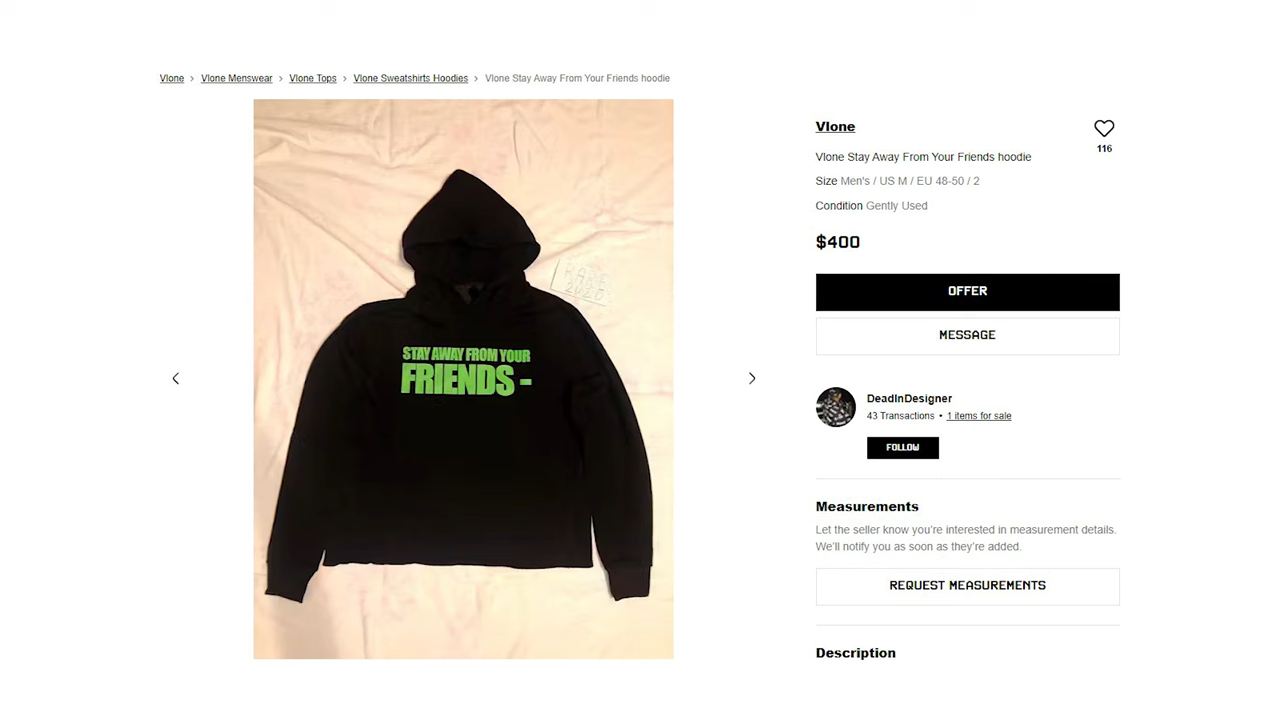 Vlone > Vlone Menswear > Vlone Tops > Vlone Sweatshirts Hoodies > Vlone Stay Away From Your Friends hoodie
RARE
2020
STAY AWAY FROM YOUR
FRIENDS -
Vlone
116
Vlone Stay Away From Your Friends hoodie
Size Men's / US M / EU 48-50 / 2
Condition Gently Used
$400
OFFER
MESSAGE
DeadInDesigner
43 Transactions • 1 items for sale
FOLLOW
Measurements
Let the seller know you're interested in measurement details.
We'll notify you as soon as they're added.
REQUEST MEASUREMENTS
Description